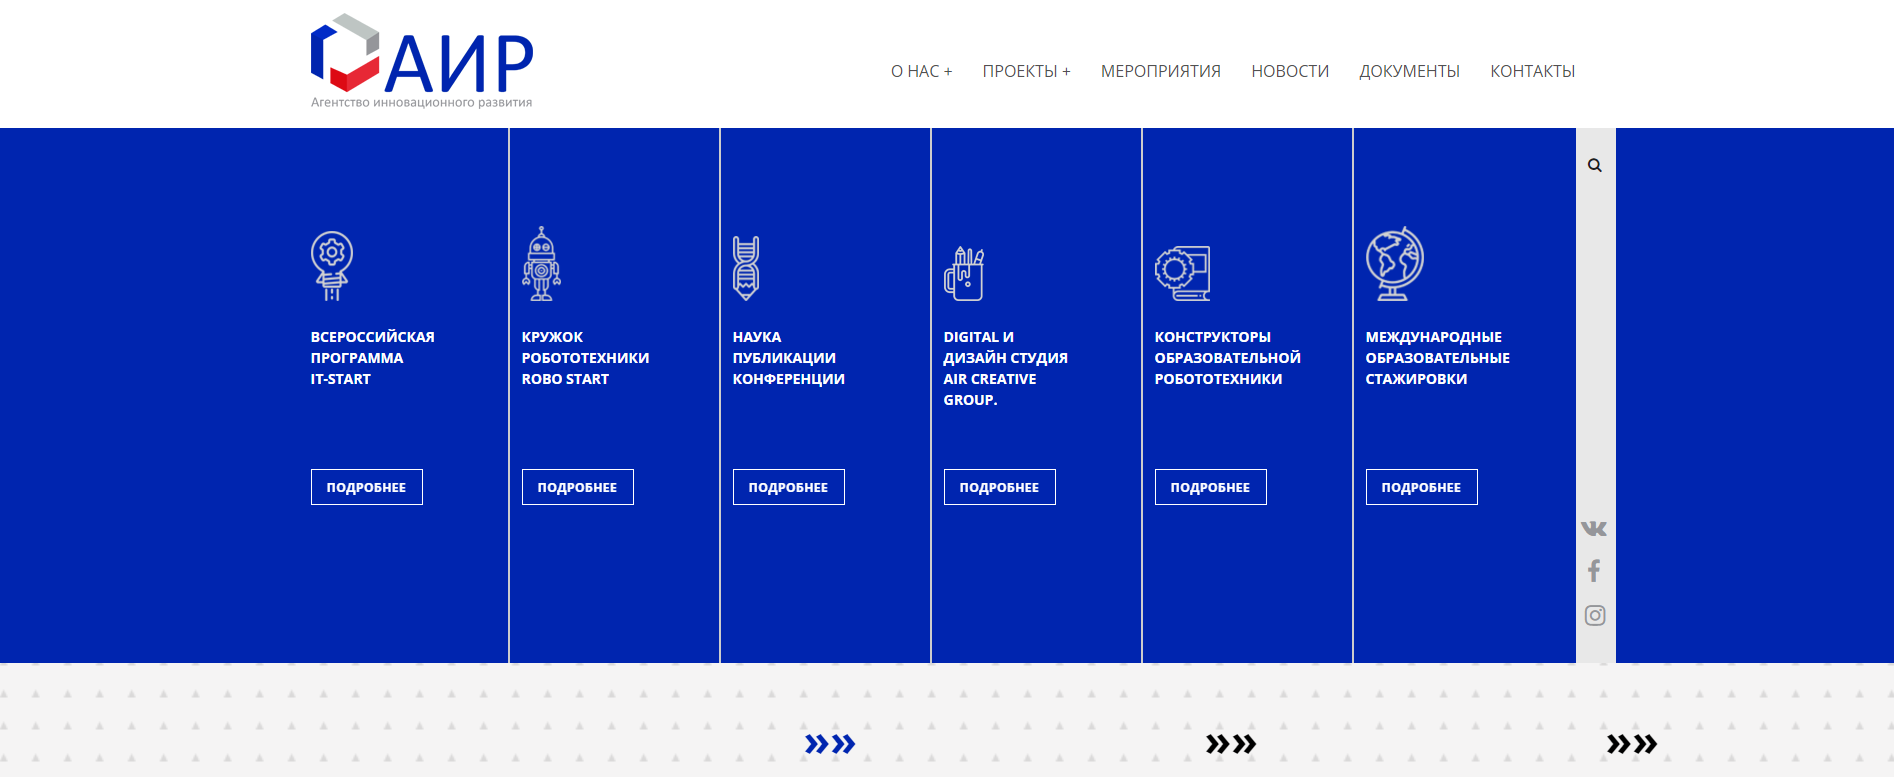 АИР
Агентство инновационного развития
О НАС +
ПРОЕКТЫ +
МЕРОПРИЯТИЯ
НОВОСТИ
ДОКУМЕНТЫ
КОНТАКТЫ
ВСЕРОССИЙСКАЯ
ПРОГРАММА
IT-START
ПОДРОБНЕЕ
КРУЖОК
РОБОТОТЕХНИКИ
ROBO START
ПОДРОБНЕЕ
НАУКА
ПУБЛИКАЦИИ
КОНФЕРЕНЦИИ
ПОДРОБНЕЕ
DIGITAL И
ДИЗАЙН СТУДИЯ
AIR CREATIVE
GROUP.
ПОДРОБНЕЕ
КОНСТРУКТОРЫ
ОБРАЗОВАТЕЛЬНОЙ
РОБОТОТЕХНИКИ
ПОДРОБНЕЕ
МЕЖДУНАРОДНЫЕ
ОБРАЗОВАТЕЛЬНЫЕ
СТАЖИРОВКИ
ПОДРОБНЕЕ